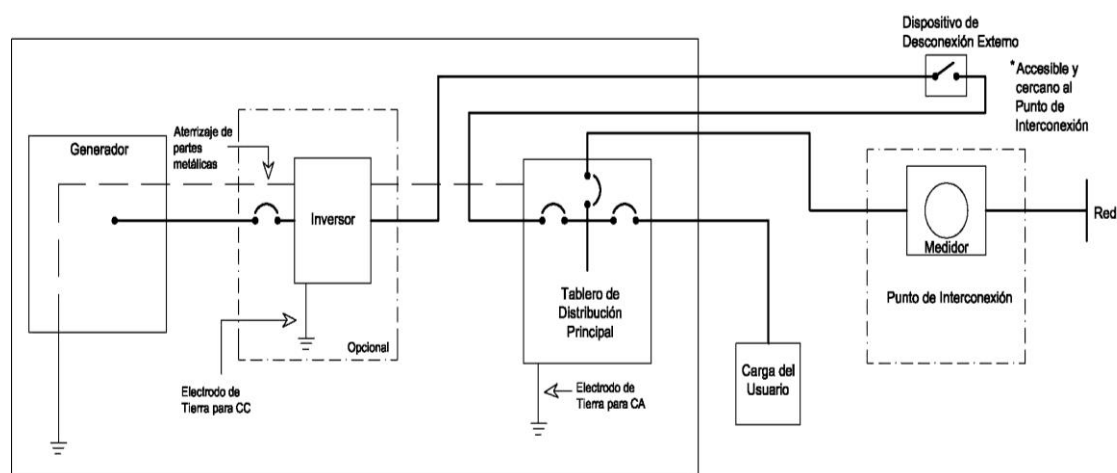 Dispositivo de
Desconexión Externo
*Accesible y
cercano al
Punto de
Interconexión
Generador
Aterrizaje de
partes
metálicas
Inversor
Opcional
Electrodo de
Tierra para CC
Tablero de
Distribución
Principal
Electrodo de
Tierra para CA
Carga del
Usuario
Medidor
Punto de Interconexión
Red